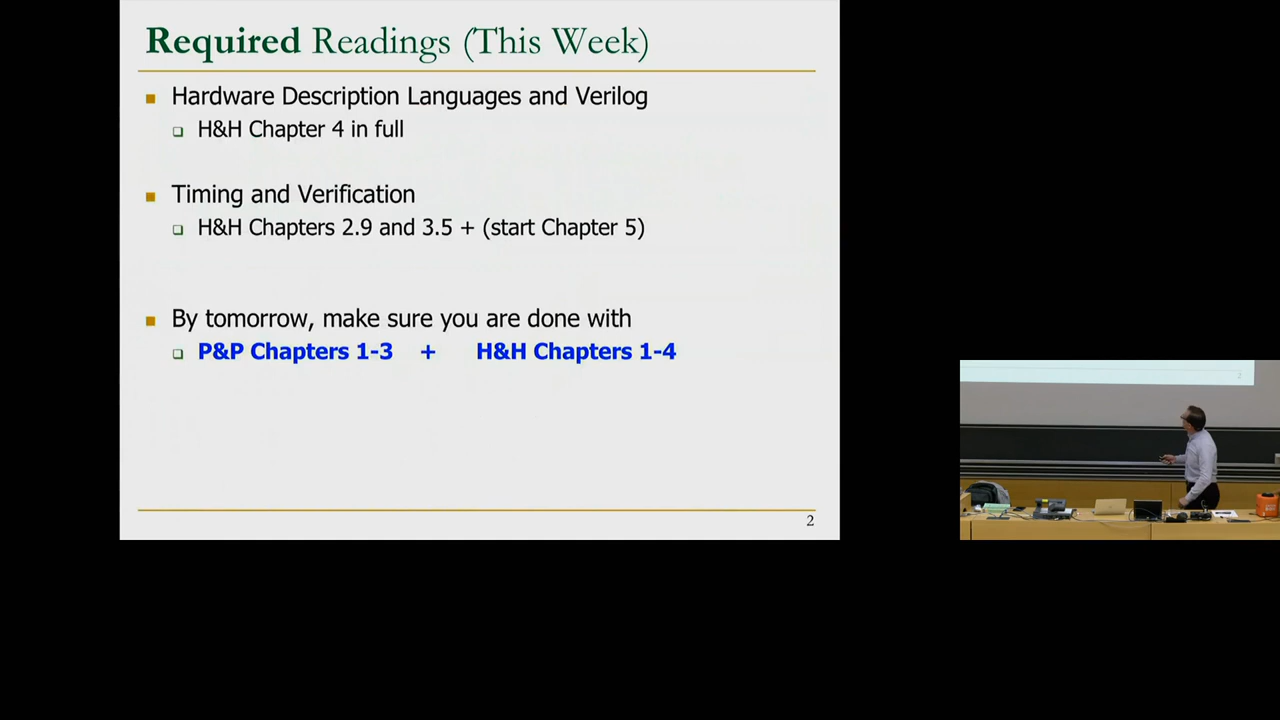 Required Readings (This Week)
Hardware Description Languages and Verilog
H&H Chapter 4 in full
Timing and Verification
H&H Chapters 2.9 and 3.5 + (start Chapter 5)
By tomorrow, make sure you are done with
P&P Chapters 1-3 + H&H Chapters 1-4
2
2